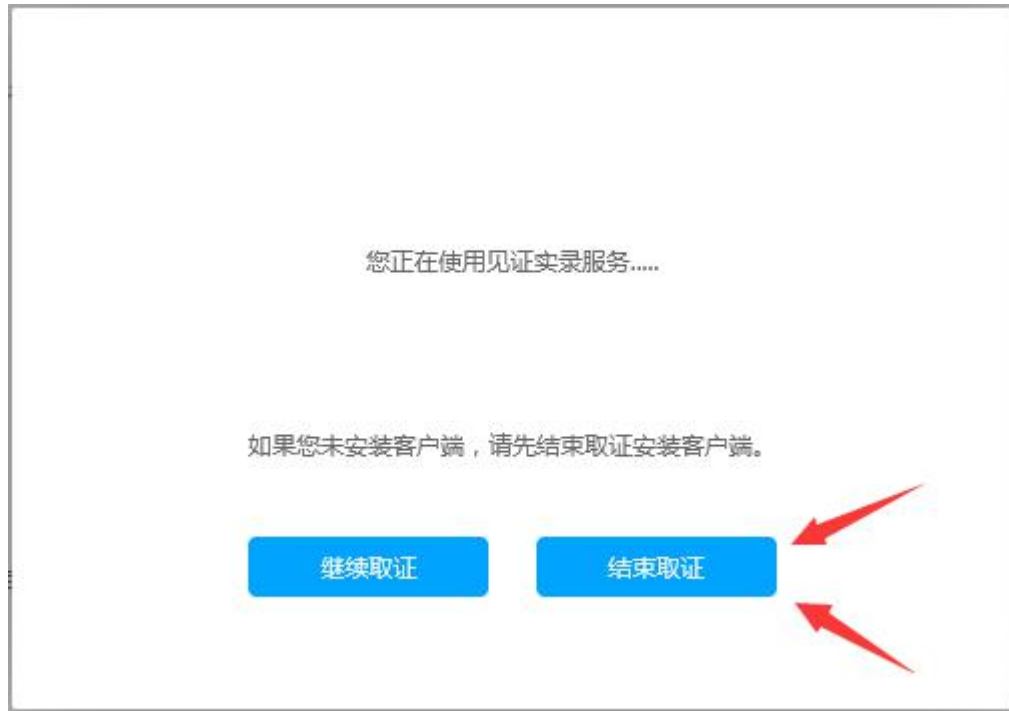 您正在使用见证实录服务.....
如果您未安装客户端，请先结束取证安装客户端。
继续取证
结束取证